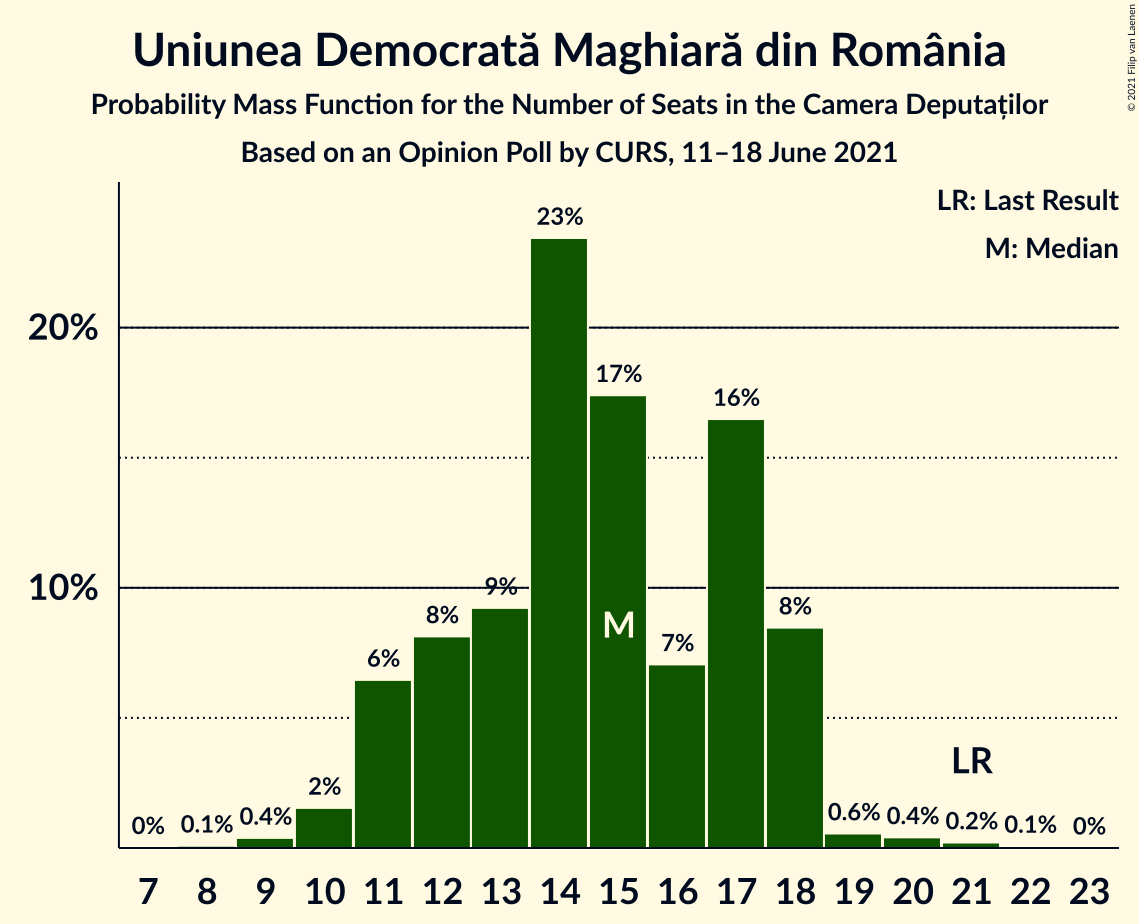 Uniunea Democrată Maghiară din România
Probability Mass Function for the Number of Seats in the Camera Deputaților
Based on an Opinion Poll by CURS, 11–18 June 2021
© 2021 Filip van Laenen
LR: Last Result
M: Median
20%
10%
0%
0.1%
0.4%
2%
6%
8%
9%
23%
17%
7%
16%
8%
0.6%
0.4%
0.2%
0.1%
0%
M
LR
7 8 9 10 11 12 13 14 15 16 17 18 19 20 21 22 23